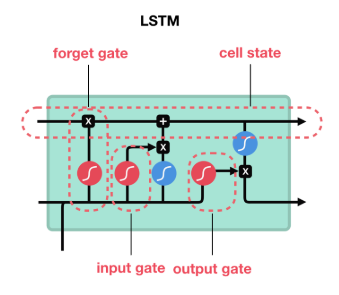 LSTM
forget gate
cell state
x
+
x
x
input gate
output gate